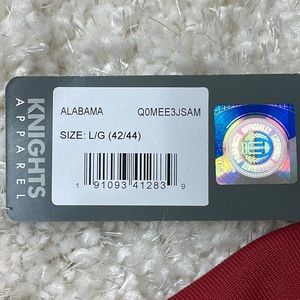 KNIGHTS
APPAREL
ALABAMA Q0MEE3JSAM
SIZE: L/G (42/44)
1 91093 41283 9